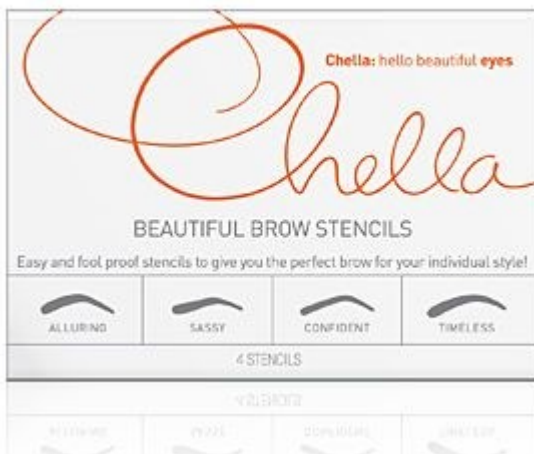 Chella: hello beautiful eyes
Chella
BEAUTIFUL BROW STENCILS
Easy and fool proof stencils to give you the perfect brow for your individual style!
ALLURING SASSY CONFIDENT TIMELESS
4 STENCILS